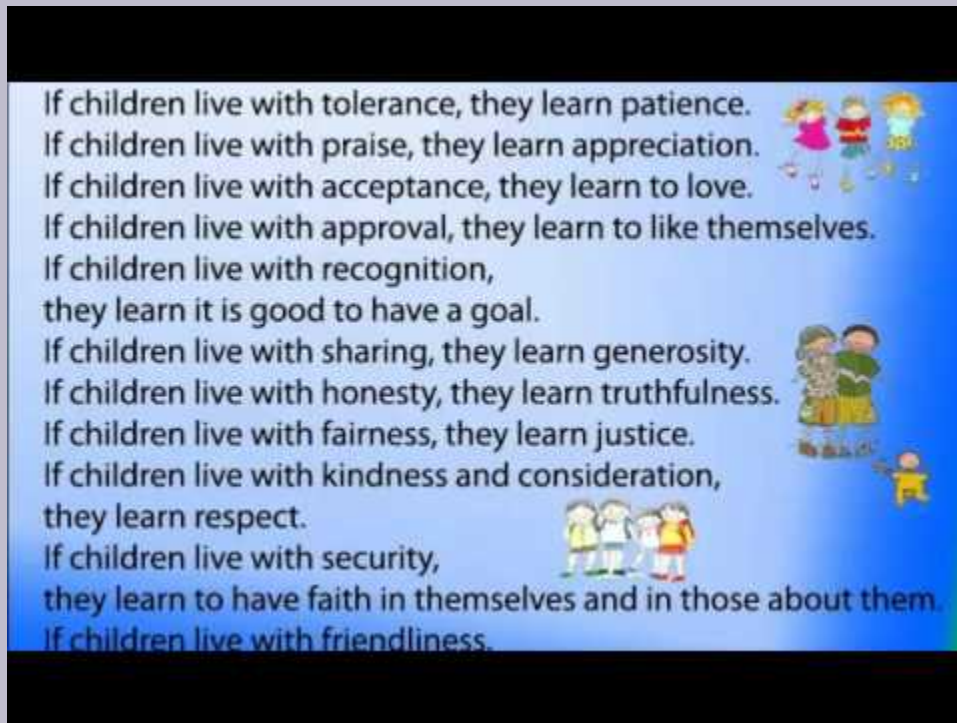 If children live with tolerance, they learn patience.
If children live with praise, they learn appreciation.
If children live with acceptance, they learn to love.
If children live with approval, they learn to like themselves.
If children live with recognition,
they learn it is good to have a goal.
If children live with sharing, they learn generosity.
If children live with honesty, they learn truthfulness.
If children live with fairness, they learn justice.
If children live with kindness and consideration,
they learn respect.
If children live with security,
they learn to have faith in themselves and in those about them.
If children live with friendliness,